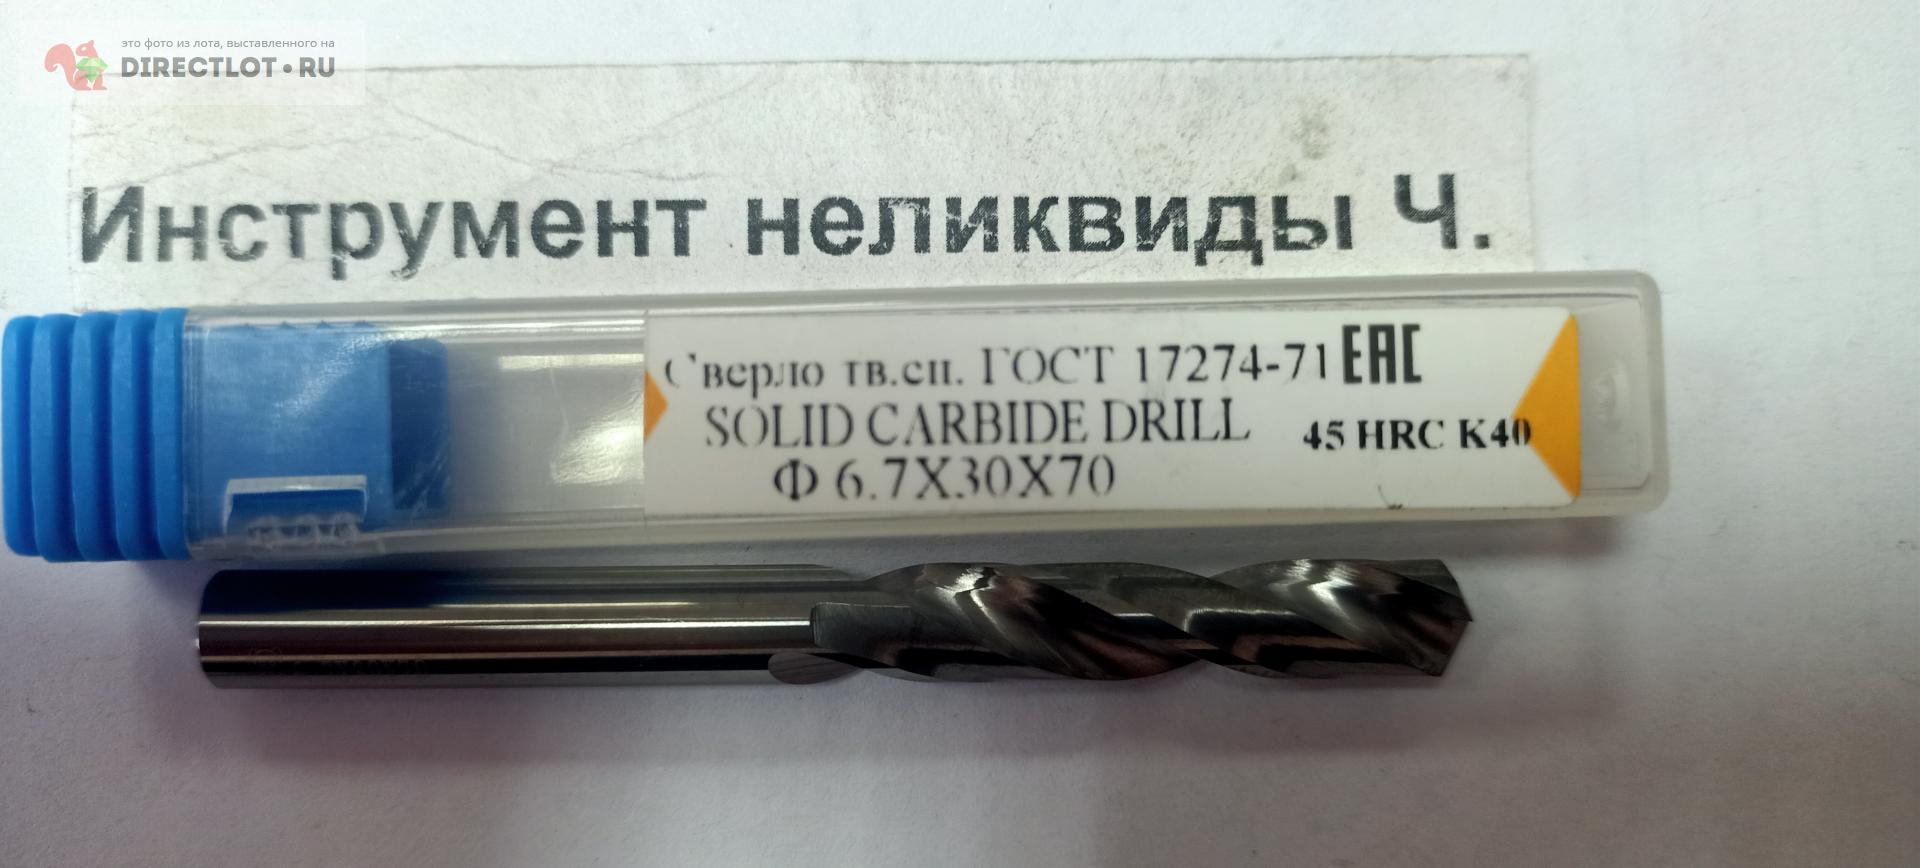 это фото из лота, выставленного на
DIRECTLOT•RU
Инструмент неликвиды Ч.
Сверло тв.сп. ГОСТ 17274-71 EAC
SOLID CARBIDE DRILL 45 HRC K40
Ф 6.7X30X70